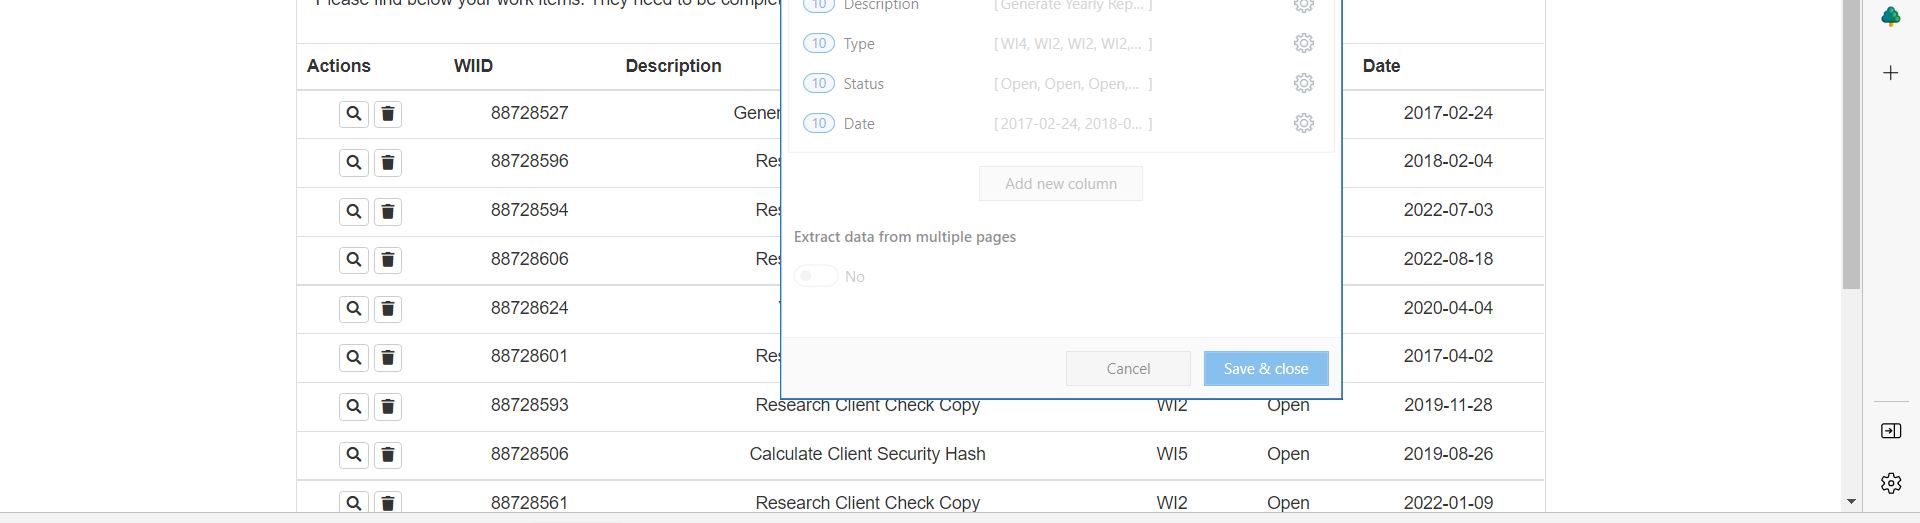 Please find below your work items. They need to be comple
Actions WIID Description Date
88728527 Gener 2017-02-24
88728596 Res 2018-02-04
88728594 Res 2022-07-03
88728606 Res 2022-08-18
88728624 2020-04-04
88728601 Res 2017-04-02
88728593 Research Client Check Copy WI2 Open 2019-11-28
88728506 Calculate Client Security Hash WI5 Open 2019-08-26
88728561 Research Client Check Copy WI2 Open 2022-01-09
10 Description [Generate Yearly Rep... ]
10 Type [WI4, WI2, WI2, WI2,... ]
10 Status [Open, Open, Open,... ]
10 Date [2017-02-24, 2018-0... ]
Add new column
Extract data from multiple pages
No
Cancel Save & close